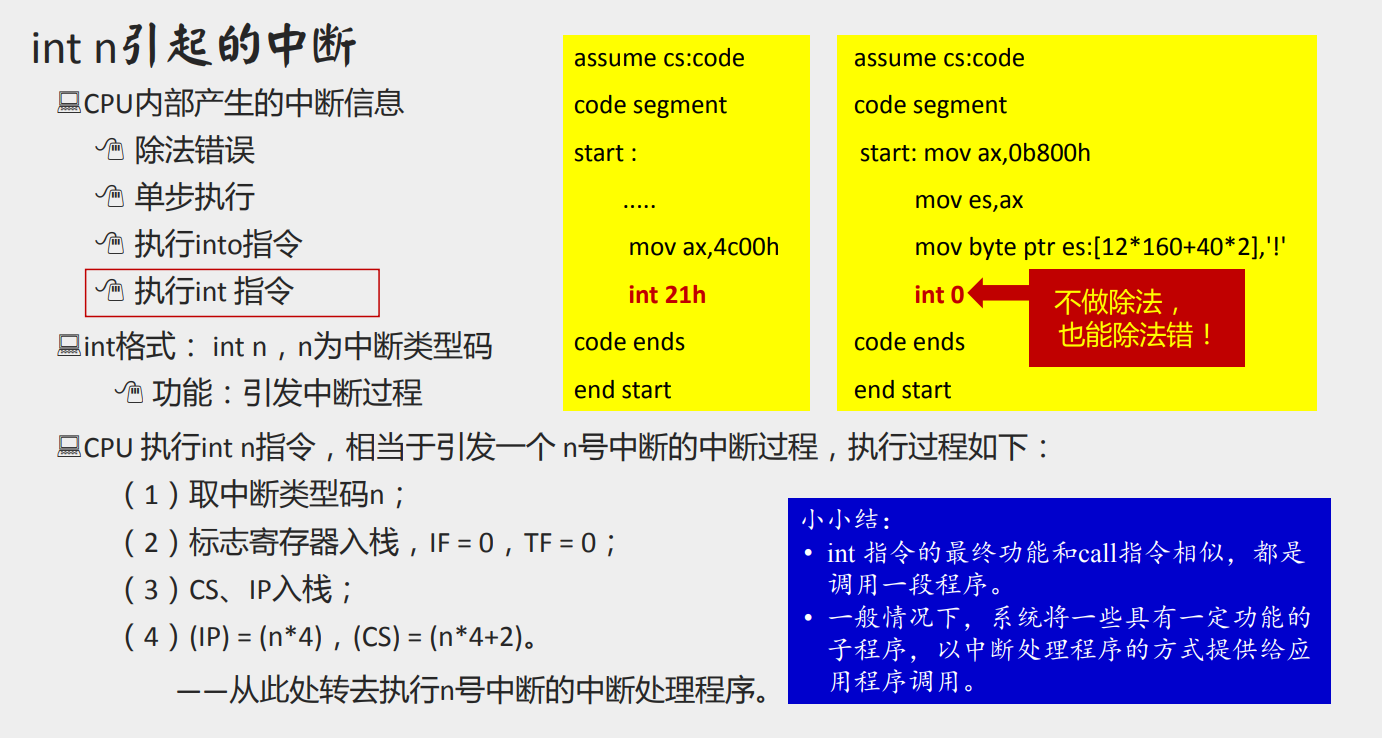 int n引起的中断
CPU内部产生的中断信息
除法错误
单步执行
执行into指令
执行int 指令
int格式： int n，n为中断类型码
功能：引发中断过程
assume cs:code
code segment
start :
.....
mov ax,4c00h
int 21h
code ends
end start
assume cs:code
code segment
start: mov ax,0b800h
mov es,ax
mov byte ptr es:[12*160+40*2],'!'
int 0
不做除法，
也能除法错！
code ends
end start
CPU 执行int n指令，相当于引发一个 n号中断的中断过程，执行过程如下：
（1）取中断类型码n；
（2）标志寄存器入栈，IF = 0，TF = 0；
（3）CS、IP入栈；
（4）(IP) = (n*4)，(CS) = (n*4+2)。
——从此处转去执行n号中断的中断处理程序。
小小结：
• int 指令的最终功能和call指令相似，都是
调用一段程序。
• 一般情况下，系统将一些具有一定功能的
子程序，以中断处理程序的方式提供给应
用程序调用。